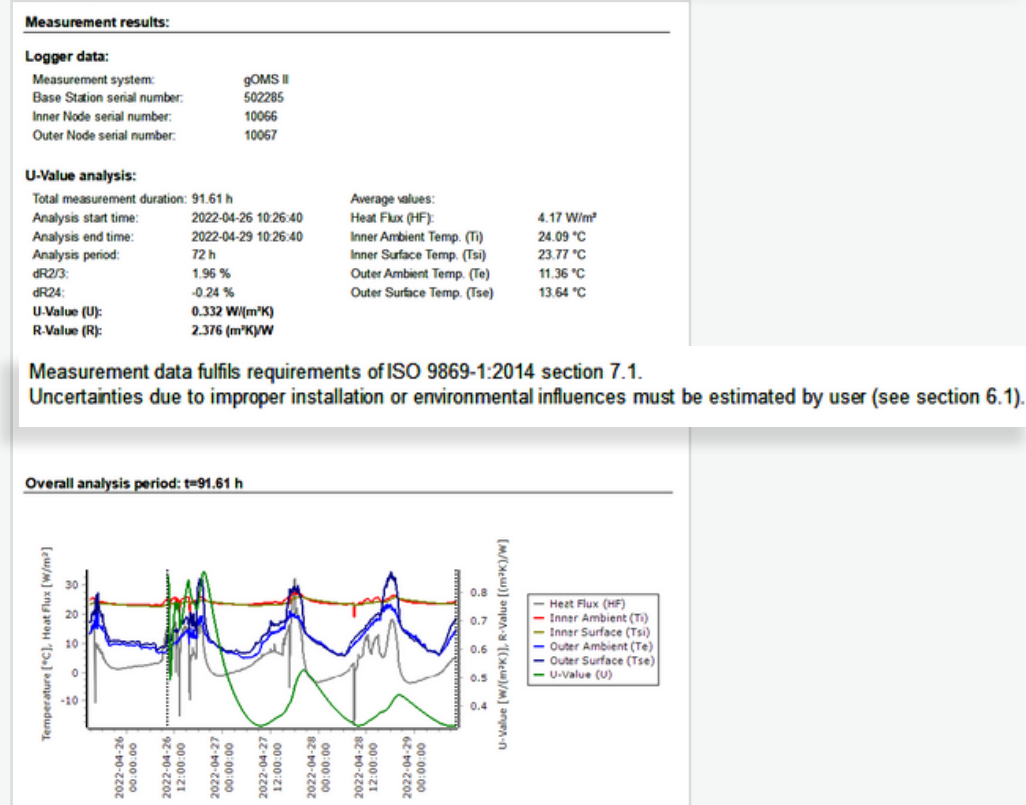 Measurement results:
Logger data:
Measurement system: gOMS II
Base Station serial number: 502285
Inner Node serial number: 10066
Outer Node serial number: 10067
U-Value analysis:
Total measurement duration: 91.61 h Average values:
Analysis start time: 2022-04-26 10:26:40 Heat Flux (HF): 4.17 W/m²
Analysis end time: 2022-04-29 10:26:40 Inner Ambient Temp. (Ti) 24.09 °C
Analysis period: 72 h Inner Surface Temp. (Tsi) 23.77 °C
dR2/3: 1.96 % Outer Ambient Temp. (Te) 11.36 °C
dR24: -0.24 % Outer Surface Temp. (Tse) 13.64 °C
U-Value (U): 0.332 W/(m²K)
R-Value (R): 2.376 (m²K)/W
Measurement data fulfils requirements of ISO 9869-1:2014 section 7.1.
Uncertainties due to improper installation or environmental influences must be estimated by user (see section 6.1).
Overall analysis period: t=91.61 h
Temperature [°C], Heat Flux [W/m²]
30
20
10
0
-10
0.8
0.7
0.6
0.5
0.4
U-Value [W/(m²K)], R-Value [(m²K)/W]
Heat Flux (HF)
Inner Ambient (Ti)
Inner Surface (Tsi)
Outer Ambient (Te)
Outer Surface (Tse)
U-Value (U)
2022-04-26 00:00:00
2022-04-26 12:00:00
2022-04-27 00:00:00
2022-04-27 12:00:00
2022-04-28 00:00:00
2022-04-28 12:00:00
2022-04-29 00:00:00